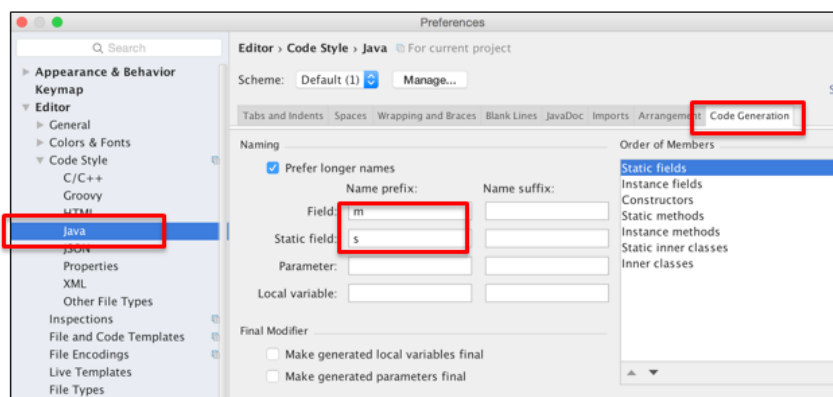 Preferences
Search
Appearance & Behavior
Keymap
Editor
General
Colors & Fonts
Code Style
C/C++
Groovy
HTML
Java
JSON
Properties
XML
Other File Types
Inspections
File and Code Templates
File Encodings
Live Templates
File Types
Editor › Code Style › Java For current project
Scheme: Default (1) Manage...
Tabs and Indents Spaces Wrapping and Braces Blank Lines JavaDoc Imports Arrangement Code Generation
Naming
Prefer longer names
Name prefix: Name suffix:
Field: m
Static field: s
Parameter:
Local variable:
Final Modifier
Make generated local variables final
Make generated parameters final
Order of Members
Static fields
Instance fields
Constructors
Static methods
Instance methods
Static inner classes
Inner classes